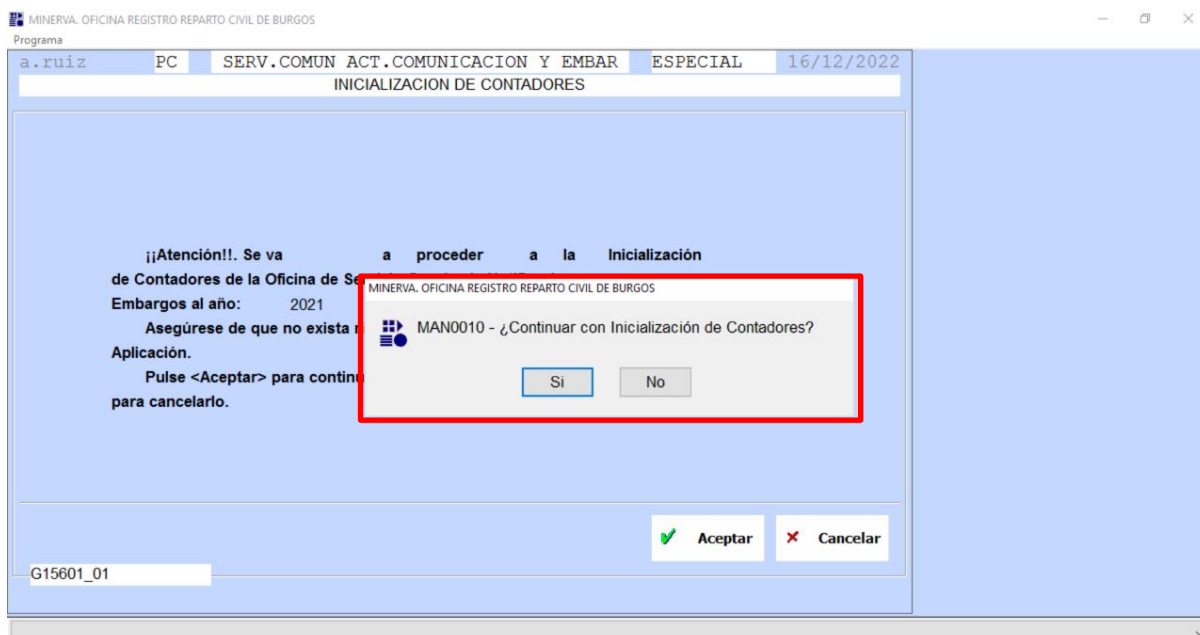 MINERVA. OFICINA REGISTRO REPARTO CIVIL DE BURGOS
Programa
a.ruiz PC SERV.COMUN ACT.COMUNICACION Y EMBAR ESPECIAL 16/12/2022
INICIALIZACION DE CONTADORES
¡¡Atención!!. Se va a proceder a la Inicialización
de Contadores de la Oficina de
Embargos al año: 2021
Asegúrese de que no exista
Aplicación.
Pulse <Aceptar> para
para cancelarlo.
MINERVA. OFICINA REGISTRO REPARTO CIVIL DE BURGOS
MAN0010 - ¿Continuar con Inicialización de Contadores?
Si No
Aceptar Cancelar
G15601_01